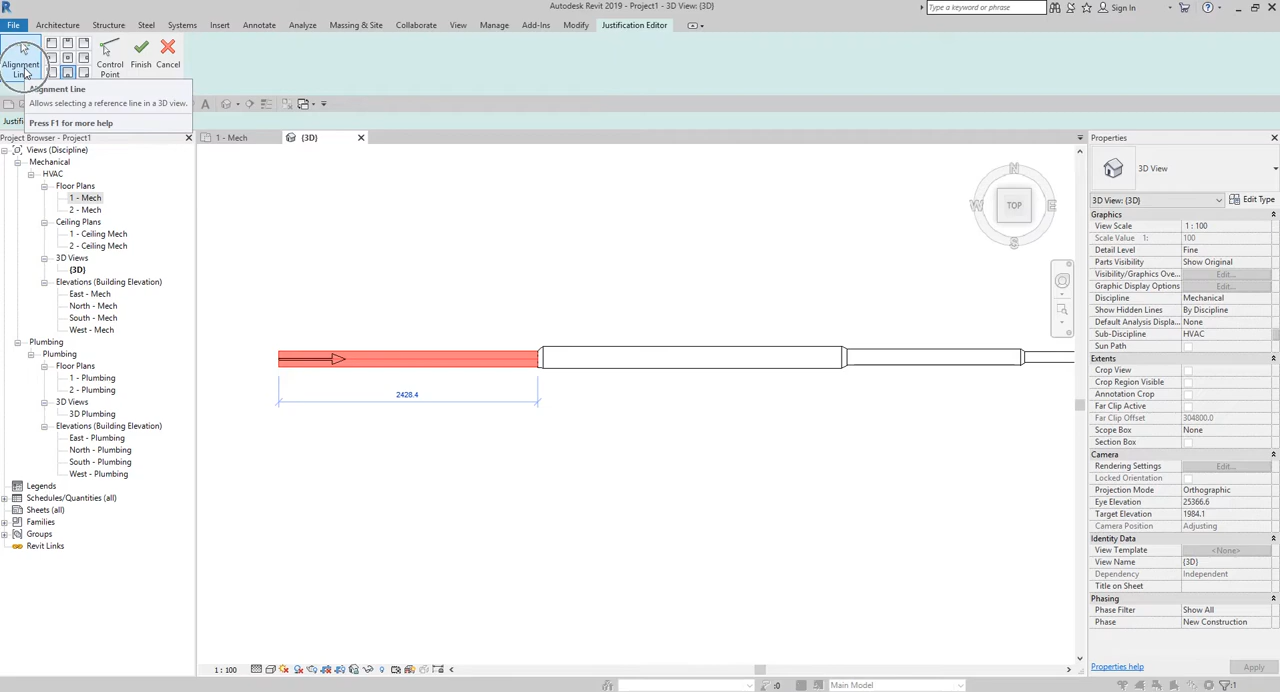 Autodesk Revit 2019 - Project1 - 3D View: {3D}
Type a keyword or phrase
Sign In
File Architecture Structure Steel Systems Insert Annotate Analyze Massing & Site Collaborate View Manage Add-Ins Modify Justification Editor
Alignment
Line
Control
Point
Finish
Cancel
Alignment Line
Allows selecting a reference line in a 3D view.
Press F1 for more help
Justifi
Project Browser - Project1
Views (Discipline)
Mechanical
HVAC
Floor Plans
1 - Mech
2 - Mech
Ceiling Plans
1 - Ceiling Mech
2 - Ceiling Mech
3D Views
{3D}
Elevations (Building Elevation)
East - Mech
North - Mech
South - Mech
West - Mech
Plumbing
Plumbing
Floor Plans
1 - Plumbing
2 - Plumbing
3D Views
3D Plumbing
Elevations (Building Elevation)
East - Plumbing
North - Plumbing
South - Plumbing
West - Plumbing
Legends
Schedules/Quantities (all)
Sheets (all)
Families
Groups
Revit Links
1 - Mech
{3D}
2428.4
N
W
TOP
E
S
1 : 100
:0
Main Model
:1
Properties
3D View
3D View: {3D}
Edit Type
Graphics
View Scale 1 : 100
Scale Value 1: 100
Detail Level Fine
Parts Visibility Show Original
Visibility/Graphics Ove... Edit...
Graphic Display Options Edit...
Discipline Mechanical
Show Hidden Lines By Discipline
Default Analysis Displa... None
Sub-Discipline HVAC
Sun Path
Extents
Crop View
Crop Region Visible
Annotation Crop
Far Clip Active
Far Clip Offset 304800.0
Scope Box None
Section Box
Camera
Rendering Settings Edit...
Locked Orientation
Projection Mode Orthographic
Eye Elevation 25366.6
Target Elevation 1984.1
Camera Position Adjusting
Identity Data
View Template <None>
View Name {3D}
Dependency Independent
Title on Sheet
Phasing
Phase Filter Show All
Phase New Construction
Properties help
Apply